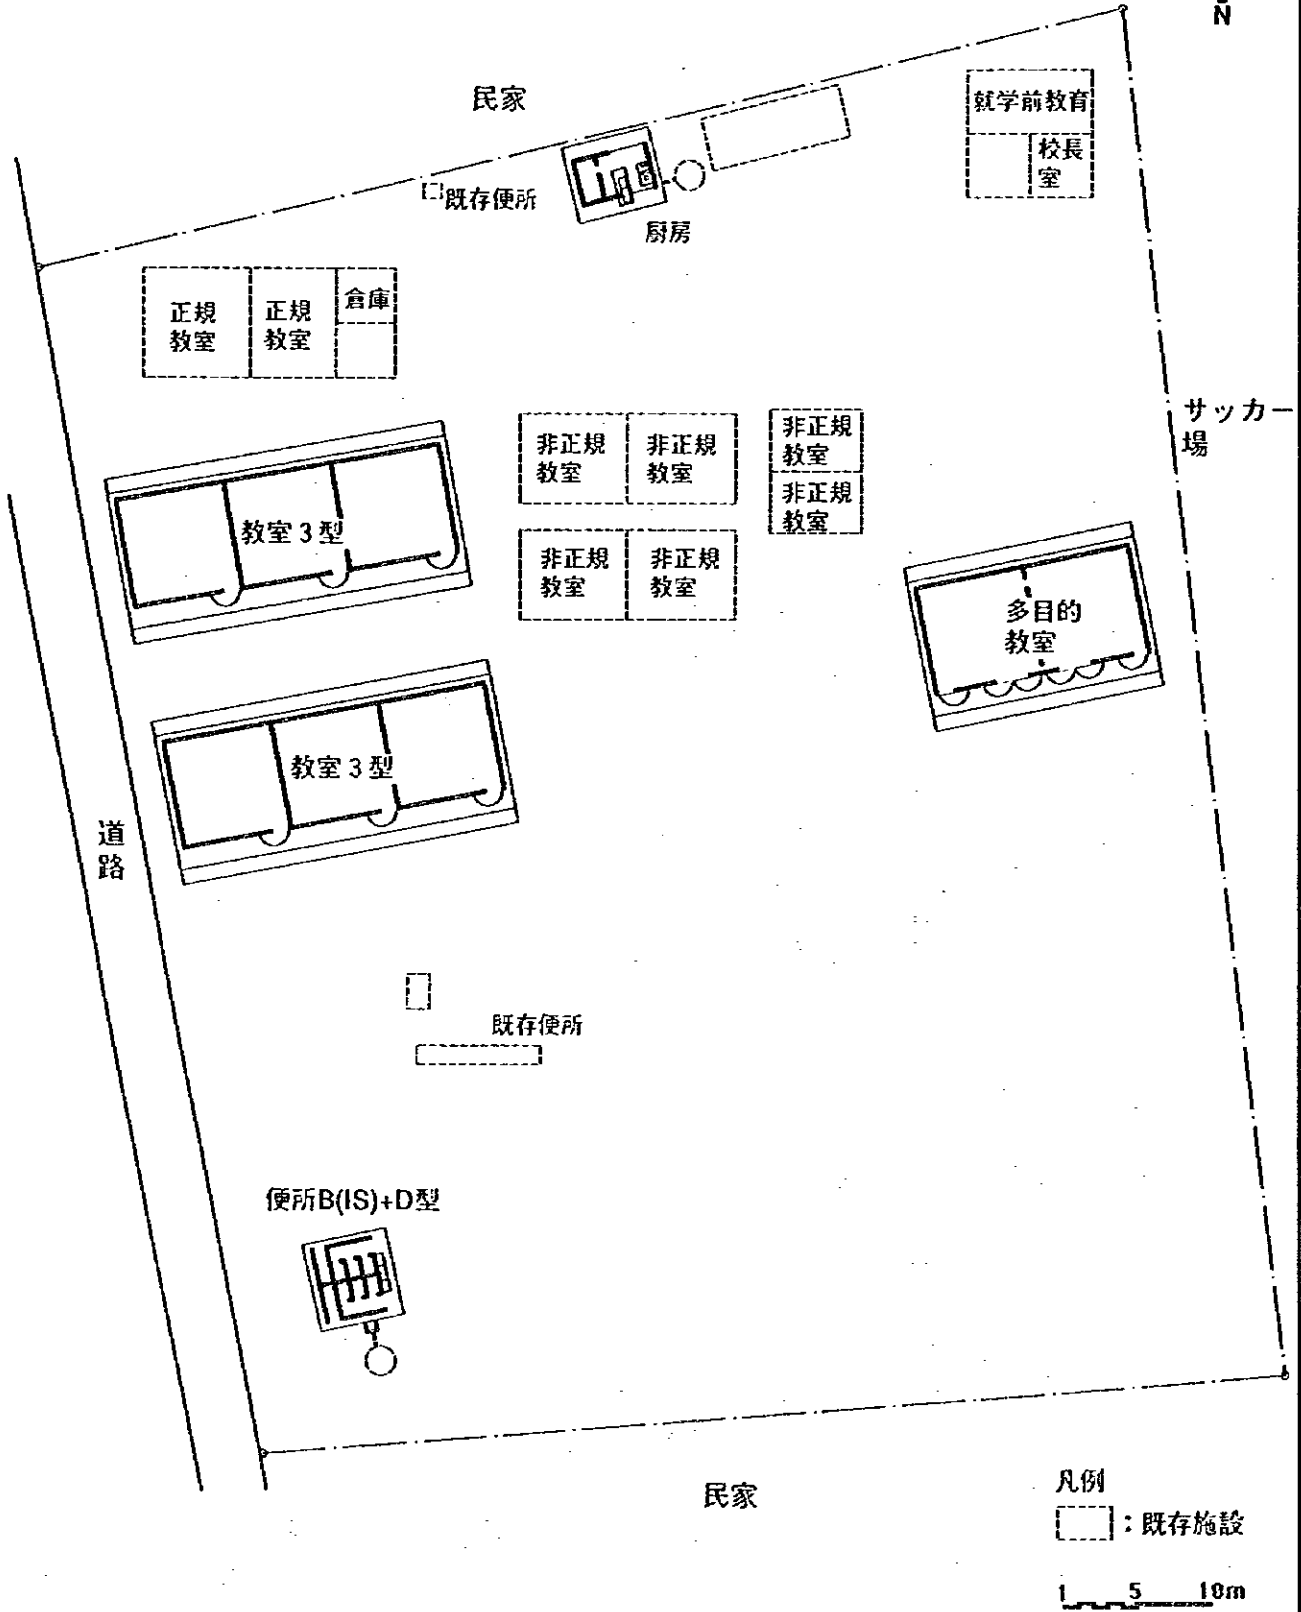 N
民家
就学前教育
校長
室
既存便所
厨房
正規
教室
正規
教室
倉庫
サッカー
場
非正規
教室
非正規
教室
非正規
教室
非正規
教室
教室3型
非正規
教室
非正規
教室
多目的
教室
教室3型
道
路
既存便所
便所B(IS)+D型
民家
凡例
：既存施設
1 5 10m